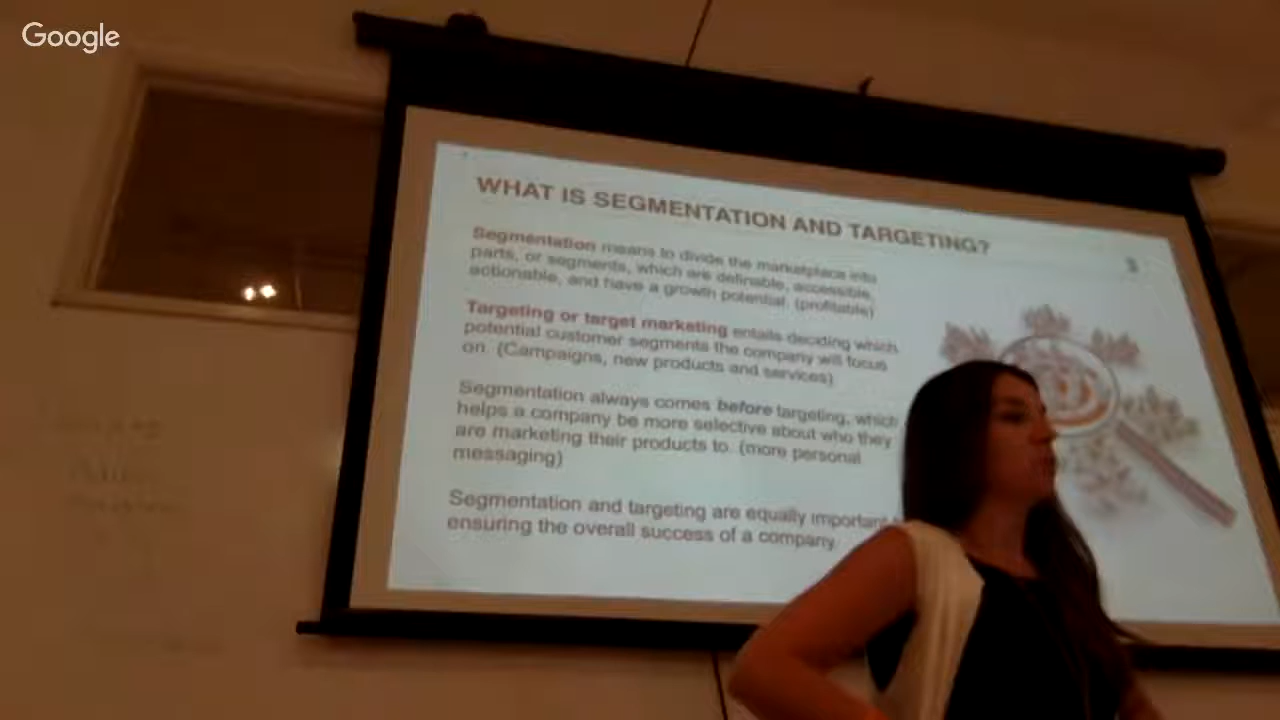 Google
WHAT IS SEGMENTATION AND TARGETING?
3
Segmentation means to divide the marketplace into
parts, or segments, which are definable, accessible,
actionable, and have a growth potential. (profitable)
Targeting or target marketing entails deciding which
potential customer segments the company will focus
on. (Campaigns, new products and services)
Segmentation always comes before targeting, which
helps a company be more selective about who they
are marketing their products to. (more personal
messaging)
Segmentation and targeting are equally important
ensuring the overall success of a company.